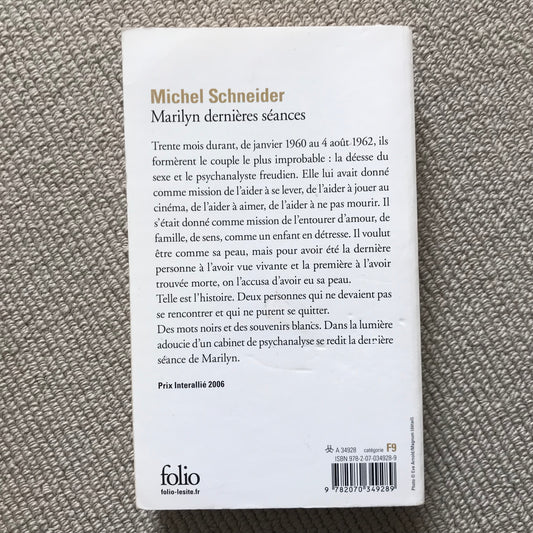 Michel Schneider
Marilyn dernières séances
Trente mois durant, de janvier 1960 au 4 août 1962, ils
formèrent le couple le plus improbable : la déesse du
sexe et le psychanalyste freudien. Elle lui avait donné
comme mission de l'aider à se lever, de l'aider à jouer au
cinéma, de l'aider à aimer, de l'aider à ne pas mourir. Il
s'était donné comme mission de l'entourer d'amour, de
famille, de sens, comme un enfant en détresse. Il voulut
être comme sa peau, mais pour avoir été la dernière
personne à l'avoir vue vivante et la première à l'avoir
trouvée morte, on l'accusa d'avoir eu sa peau.
Telle est l'histoire. Deux personnes qui ne devaient pas
se rencontrer et qui ne purent se quitter.
Des mots noirs et des souvenirs blancs. Dans la lumière
adoucie d'un cabinet de psychanalyse se redit la dernière
séance de Marilyn.
Prix Interallié 2006
A 34928 catégorie F9
ISBN 978-2-07-034928-9
9 782070 349289
folio
folio-lesite.fr
Photo © Eve Arnold/Magnum (détail).